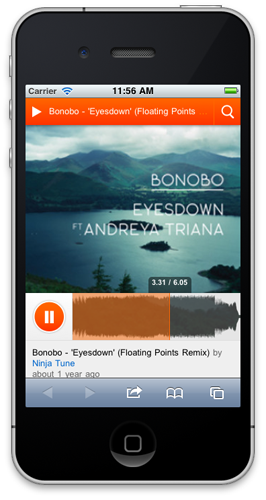 Carrier
11:56 AM
Bonobo - 'Eyesdown' (Floating Points
BONOBO
EYESDOWN
FT ANDREYA TRIANA
3.31 / 6.05
Bonobo - 'Eyesdown' (Floating Points Remix) by
Ninja Tune
about 1 year ago